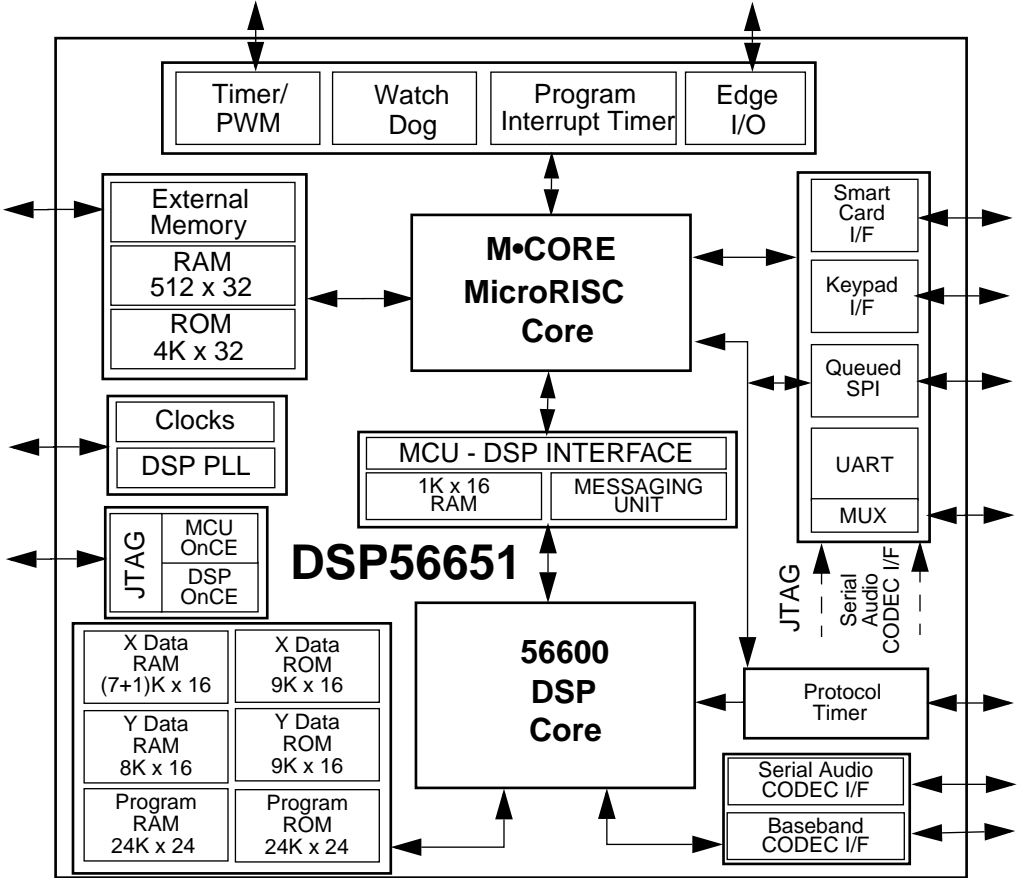 Timer/
PWM
Watch
Dog
Program
Interrupt Timer
Edge
I/O
External
Memory
RAM
512 x 32
ROM
4K x 32
M•CORE
MicroRISC
Core
Smart
Card
I/F
Keypad
I/F
Queued
SPI
UART
MUX
Clocks
DSP PLL
MCU - DSP INTERFACE
1K x 16
RAM
MESSAGING
UNIT
JTAG
MCU
OnCE
DSP
OnCE
DSP56651
JTAG
Serial
Audio
CODEC I/F
X Data
RAM
(7+1)K x 16
X Data
ROM
9K x 16
Y Data
RAM
8K x 16
Y Data
ROM
9K x 16
Program
RAM
24K x 24
Program
ROM
24K x 24
56600
DSP
Core
Protocol
Timer
Serial Audio
CODEC I/F
Baseband
CODEC I/F